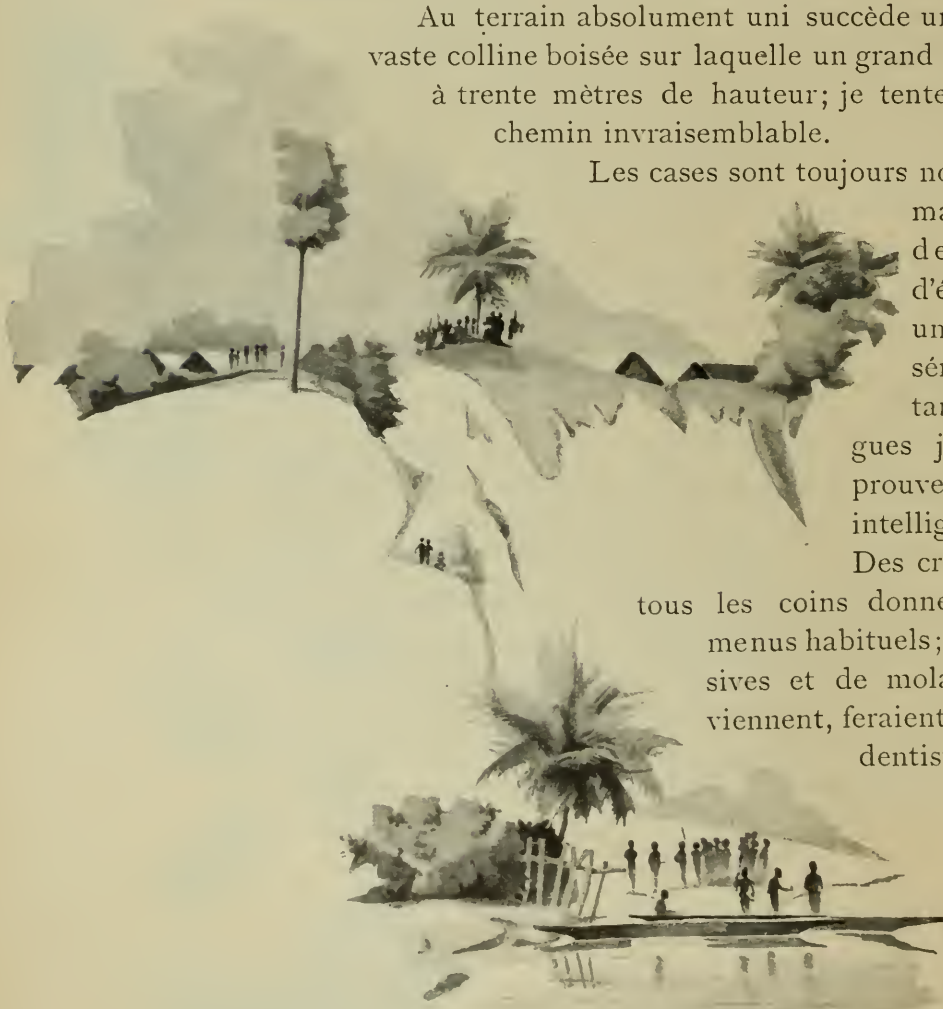 Au terrain absolument uni succède un
vaste colline boisée sur laquelle un grand
à trente mètres de hauteur; je tente
chemin invraisemblable.
Les cases sont toujours no
ma
de
d'é
un
sér
tar
gues j
prouve
intellig
Des cr
tous les coins donne
menus habituels;
sives et de mola
viennent, feraient
dentis